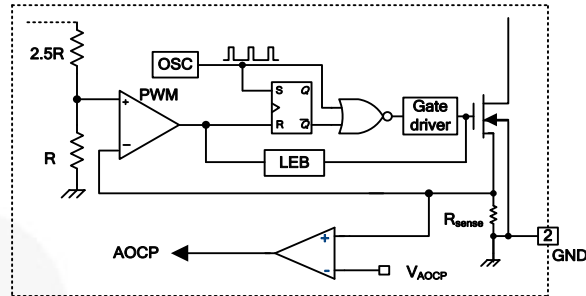 2.5R
OSC
PWM
+
−
R
S Q
R Q̅
Gate
driver
LEB
Rsense
2
GND
AOCP
+
-
VAOCP